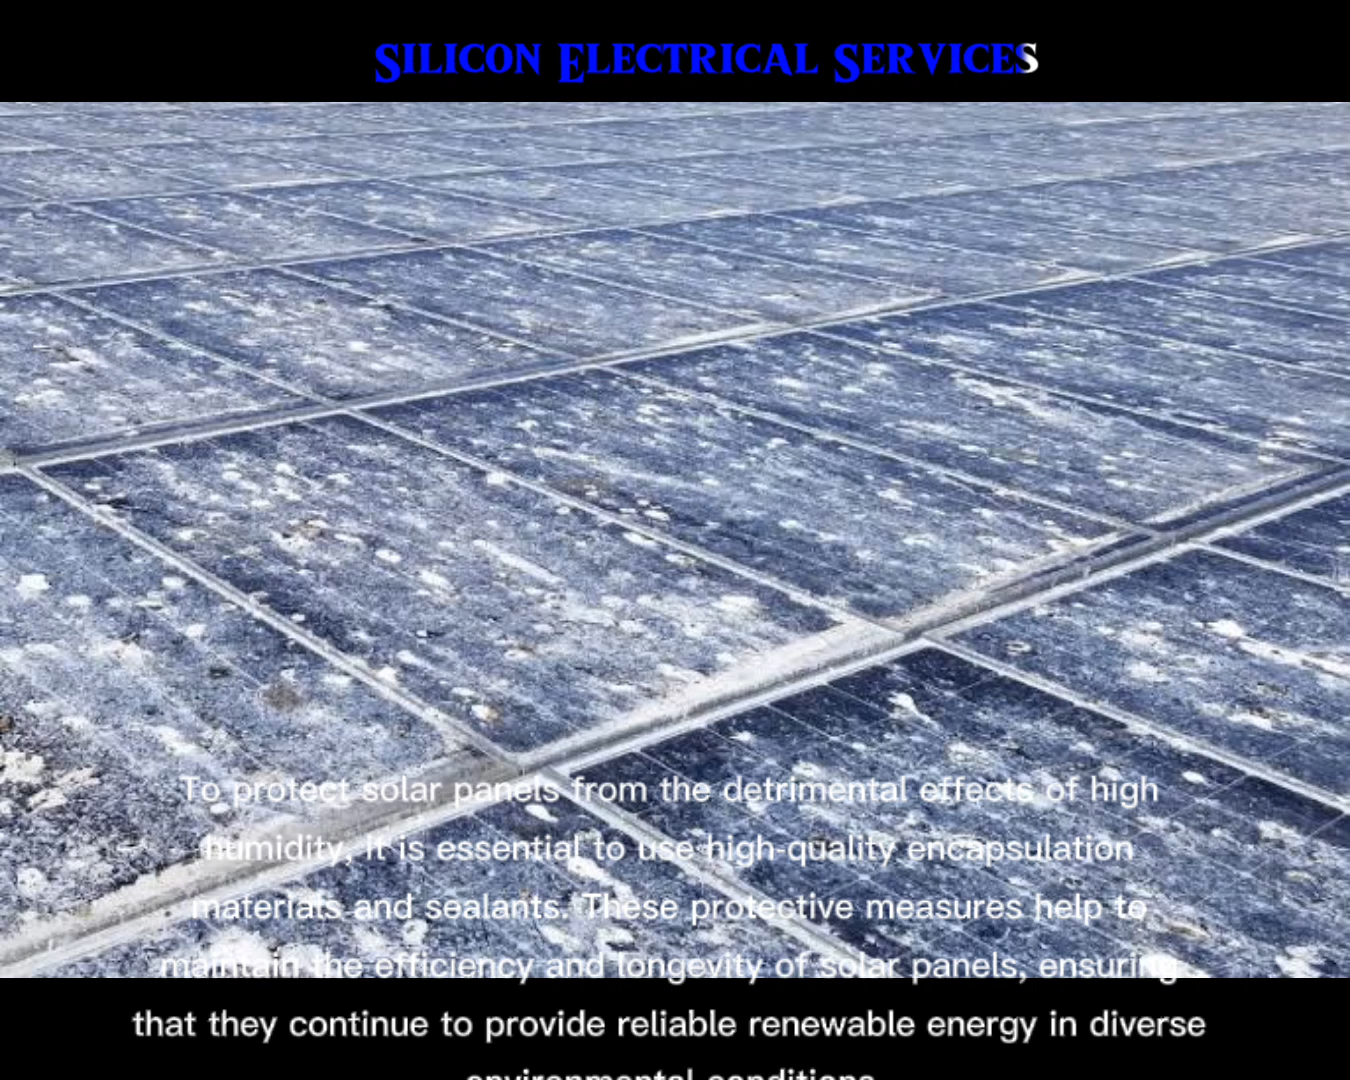 Silicon Electrical Services
To protect solar panels from the detrimental effects of high
humidity, it is essential to use high-quality encapsulation
materials and sealants. These protective measures help to
maintain the efficiency and longevity of solar panels, ensuring
that they continue to provide reliable renewable energy in diverse
environmental conditions.